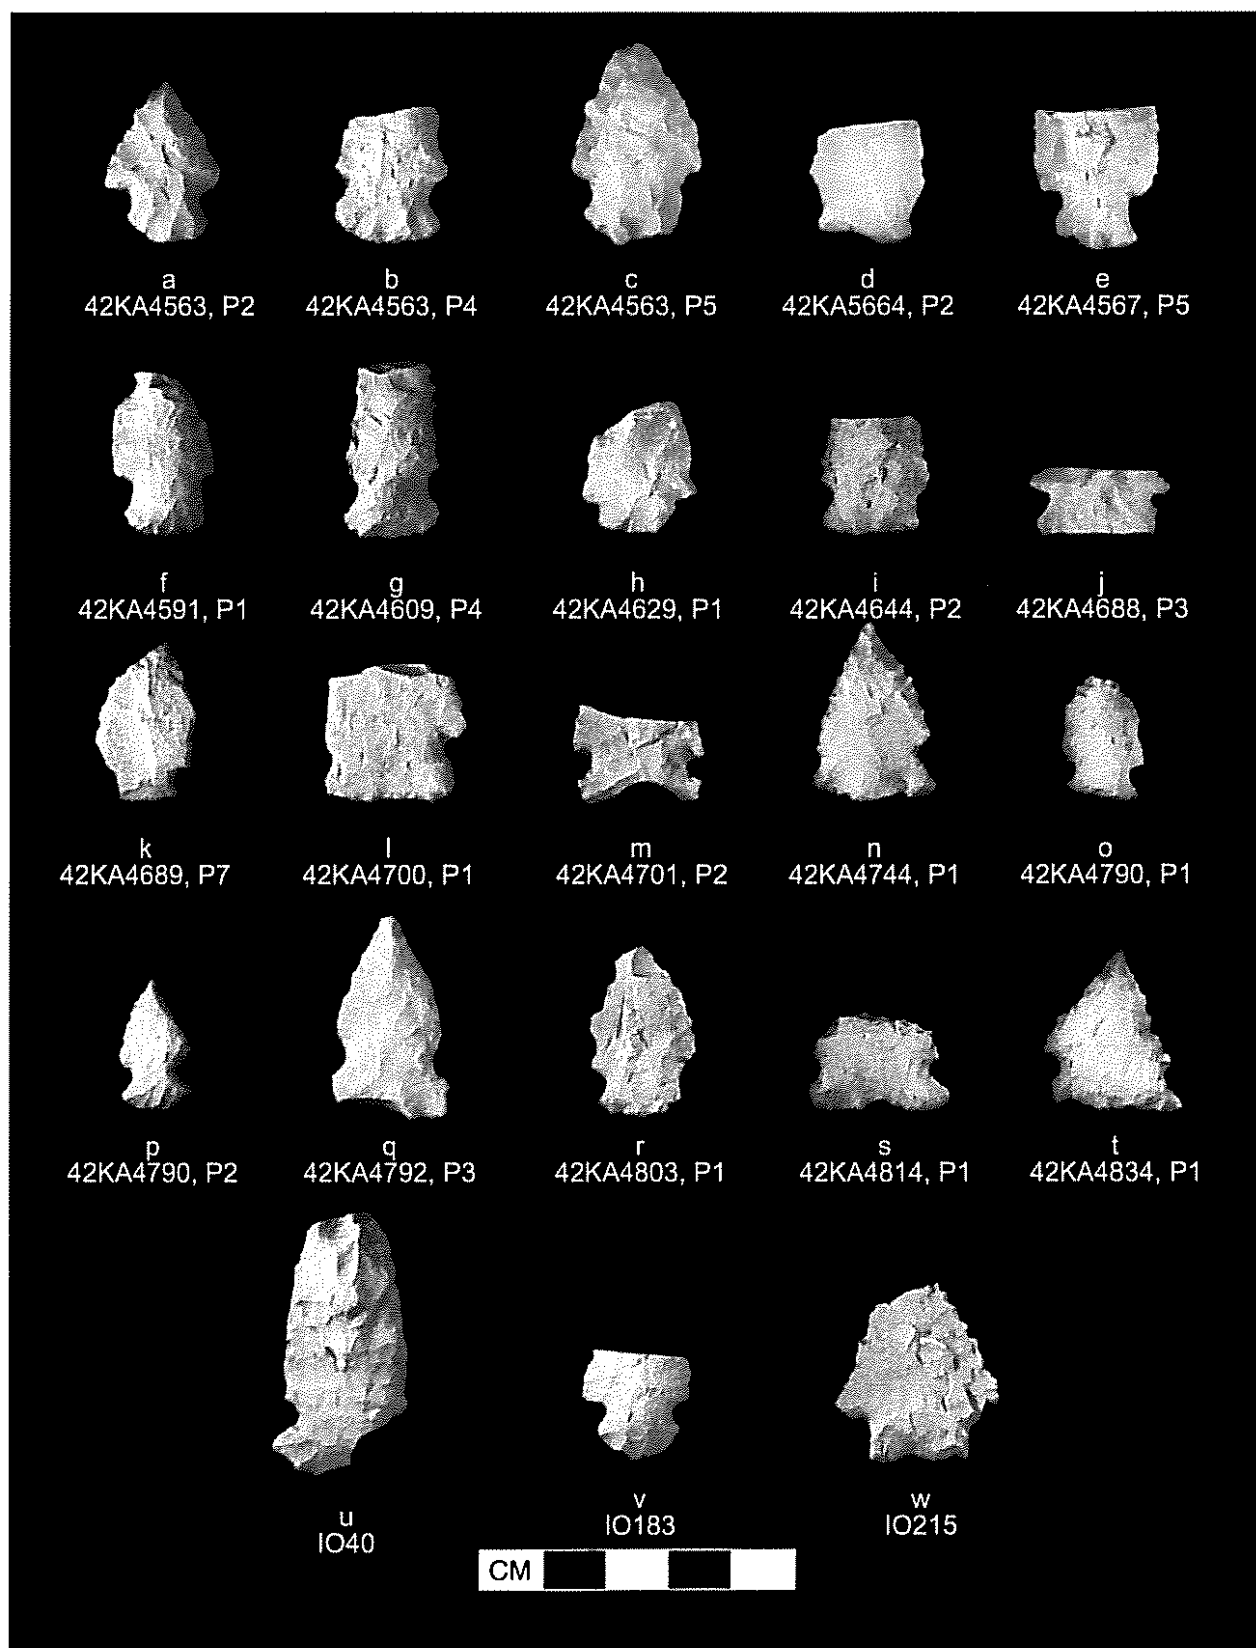 a
42KA4563, P2
b
42KA4563, P4
c
42KA4563, P5
d
42KA5664, P2
e
42KA4567, P5
f
42KA4591, P1
g
42KA4609, P4
h
42KA4629, P1
i
42KA4644, P2
j
42KA4688, P3
k
42KA4689, P7
l
42KA4700, P1
m
42KA4701, P2
n
42KA4744, P1
o
42KA4790, P1
p
42KA4790, P2
q
42KA4792, P3
r
42KA4803, P1
s
42KA4814, P1
t
42KA4834, P1
u
IO40
v
IO183
w
IO215
CM